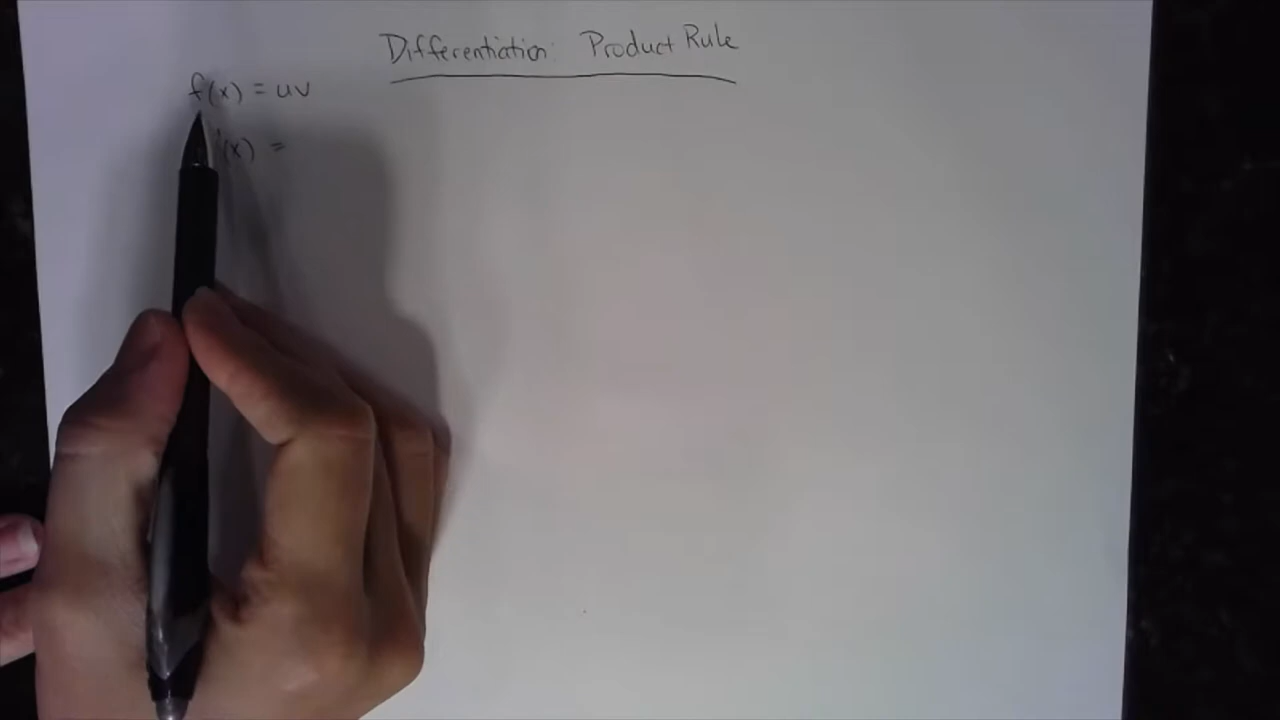 Differentiation: Product Rule
f(x) = uv
'(x) =